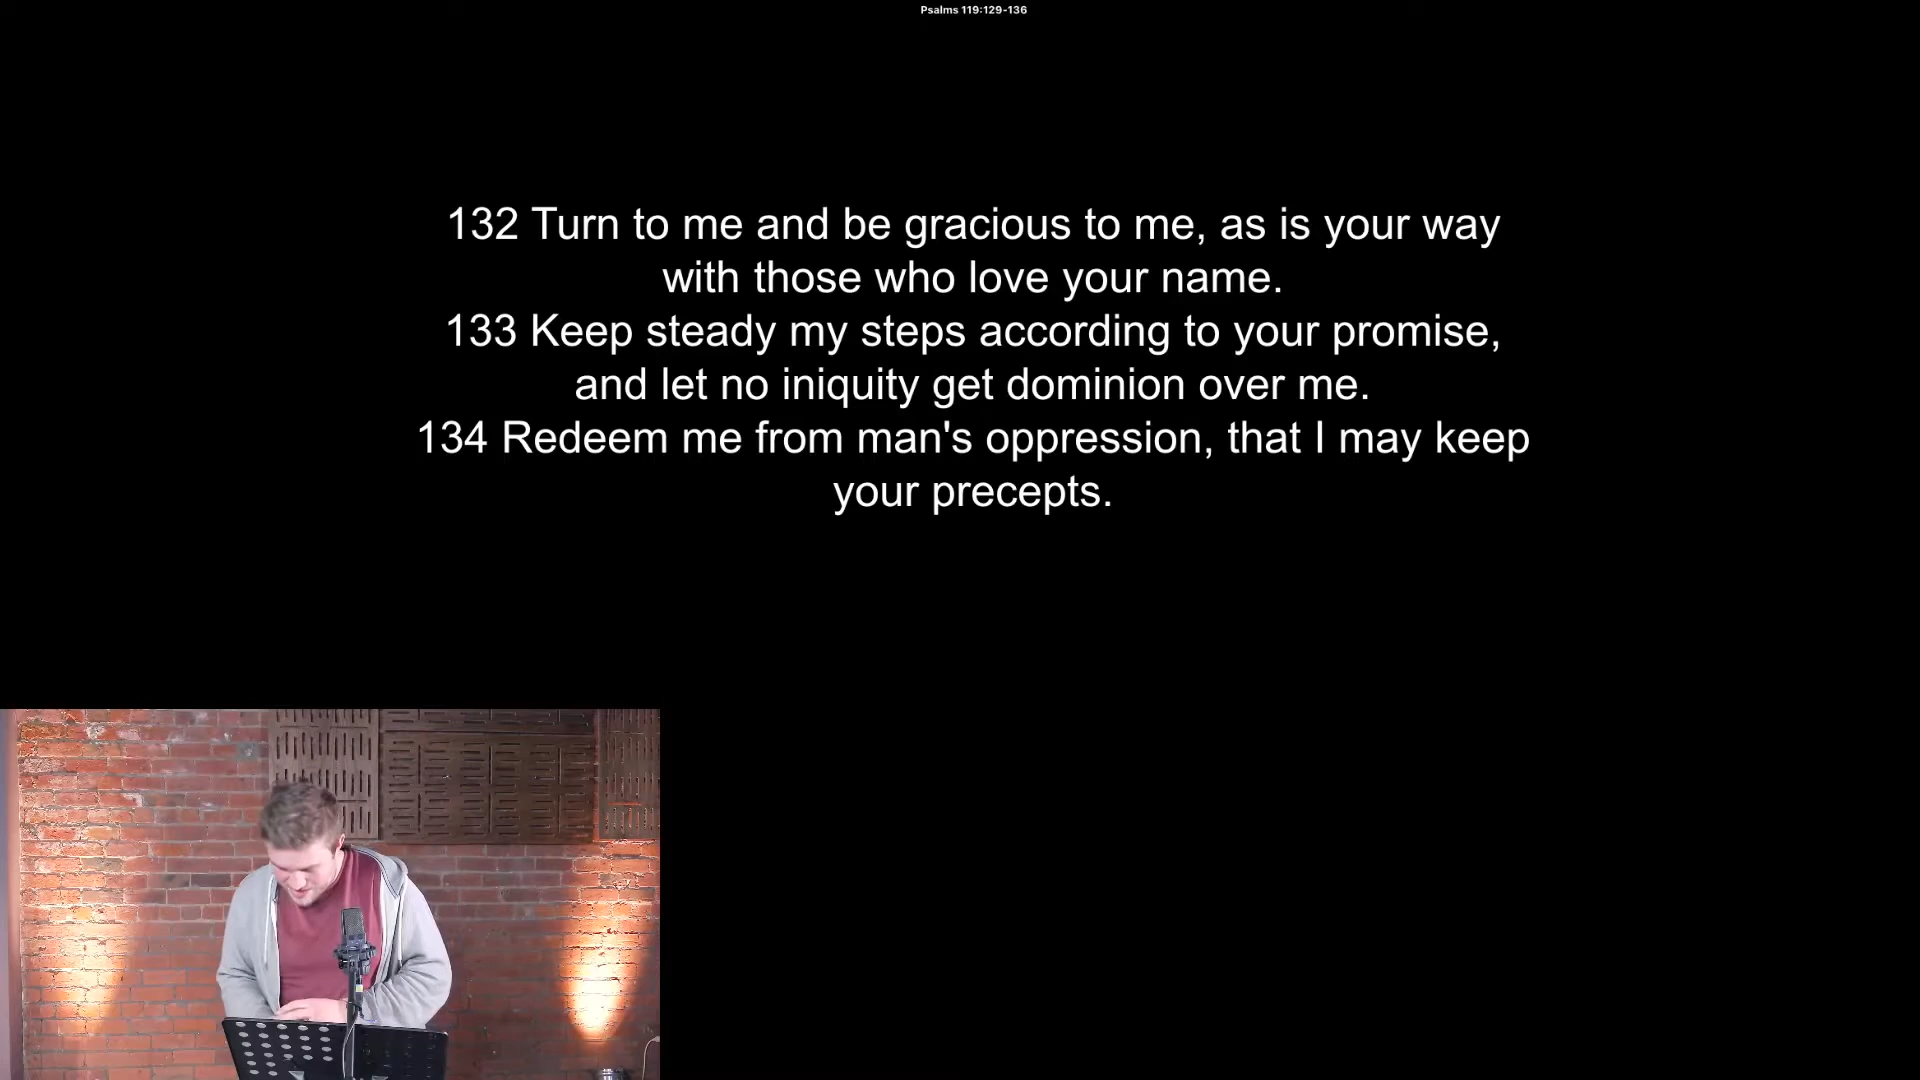 Psalms 119:129-136
132 Turn to me and be gracious to me, as is your way
with those who love your name.
133 Keep steady my steps according to your promise,
and let no iniquity get dominion over me.
134 Redeem me from man's oppression, that I may keep
your precepts.